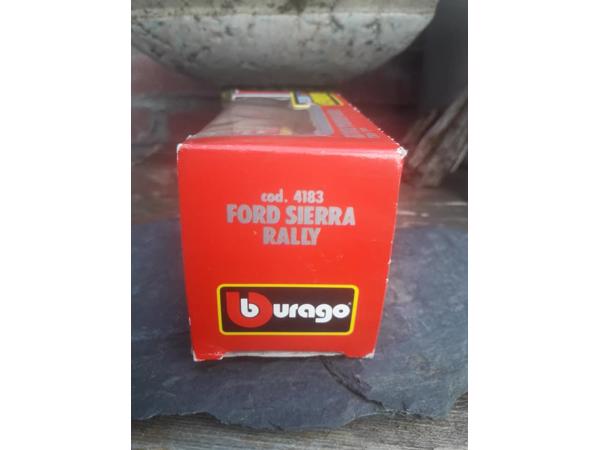 cod. 4183
FORD SIERRA
RALLY
burago